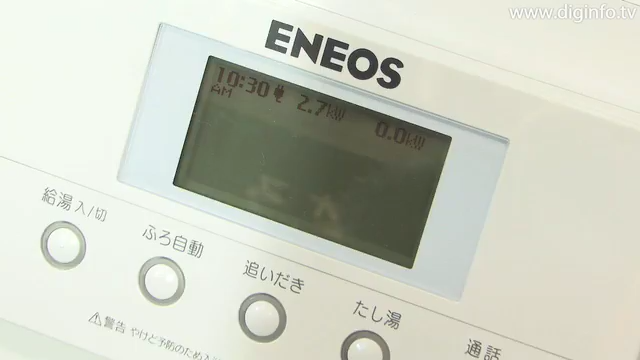 www.diginfo.tv
ENEOS
10:30 2.7kW 0.0kW
AM
給湯入/切
ふろ自動
追いだき
たし湯
通話
⚠警告 やけど予防のため